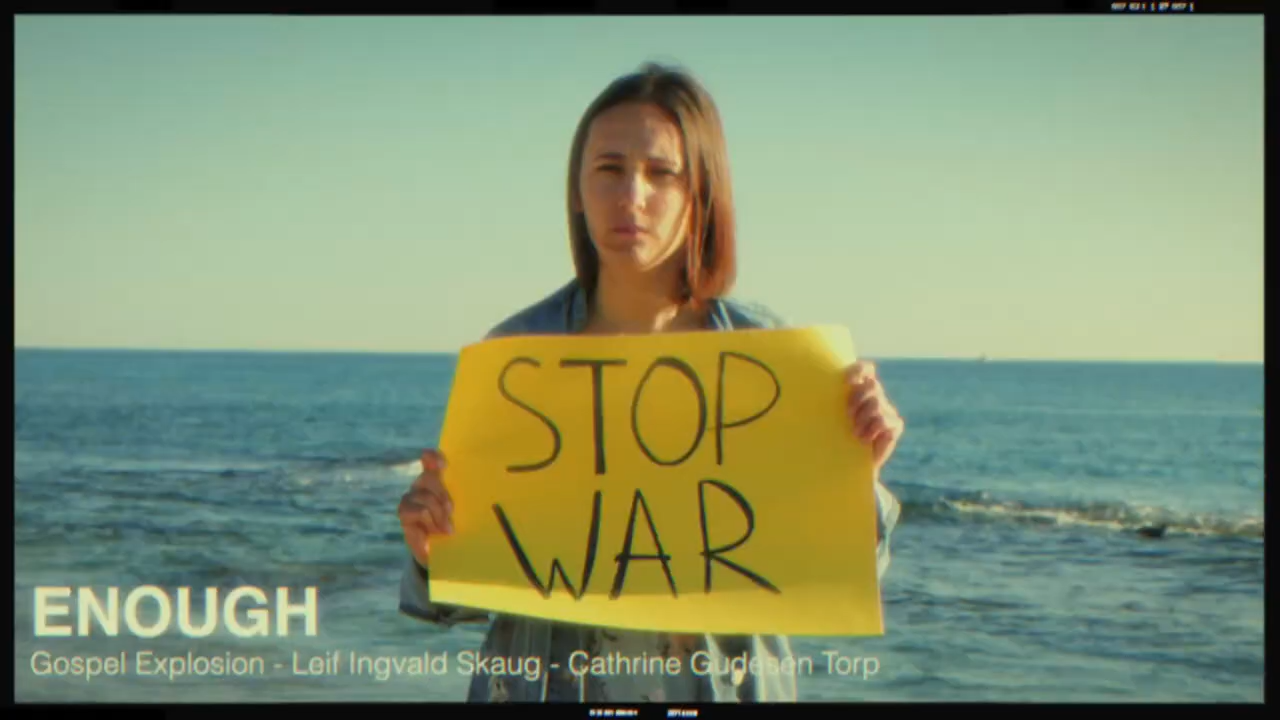 STOP
WAR
ENOUGH
Gospel Explosion - Leif Ingvald Skaug - Cathrine Gudesen Torp